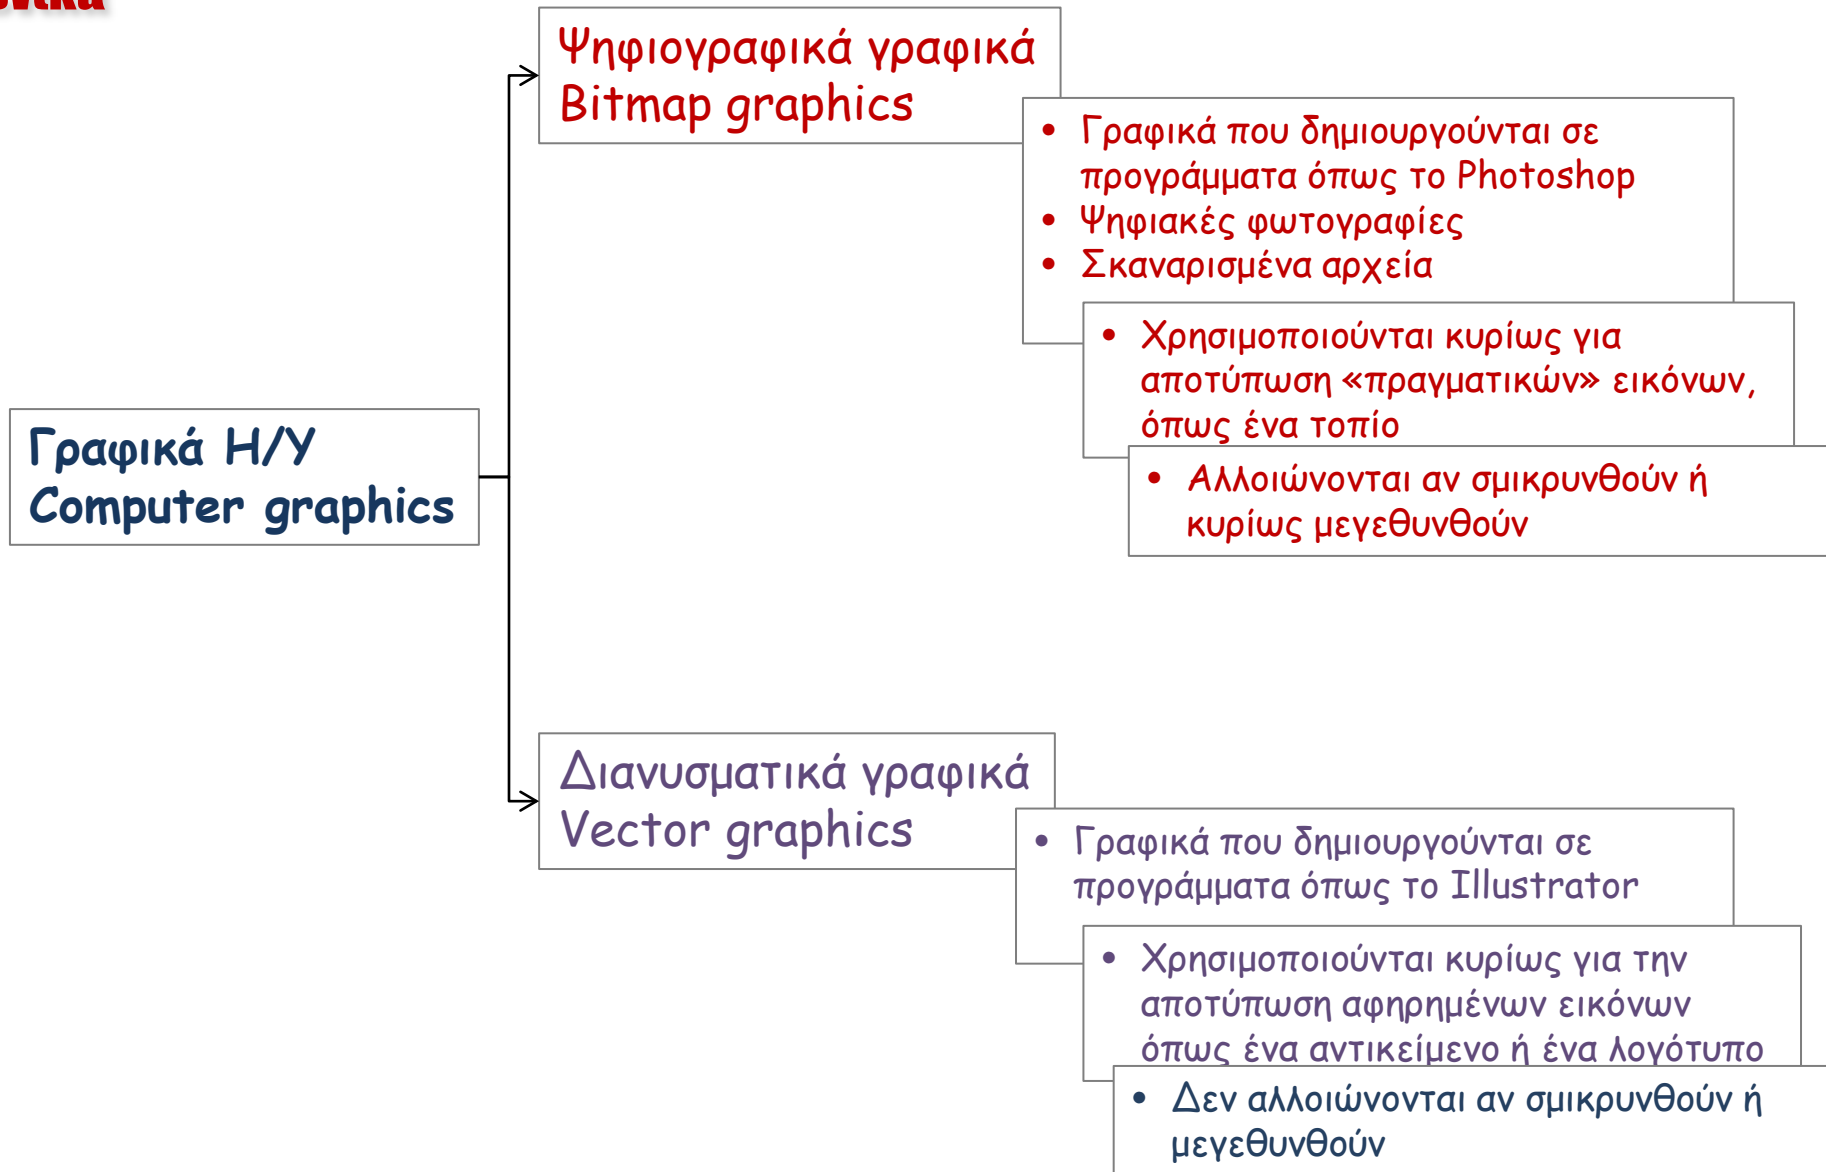 Ψηφιογραφικά γραφικά
Bitmap graphics
• Γραφικά που δημιουργούνται σε
προγράμματα όπως το Photoshop
• Ψηφιακές φωτογραφίες
• Σκαναρισμένα αρχεία
• Χρησιμοποιούνται κυρίως για
αποτύπωση «πραγματικών» εικόνων,
όπως ένα τοπίο
• Αλλοιώνονται αν σμικρυνθούν ή
κυρίως μεγεθυνθούν
Γραφικά Η/Υ
Computer graphics
Διανυσματικά γραφικά
Vector graphics
• Γραφικά που δημιουργούνται σε
προγράμματα όπως το Illustrator
• Χρησιμοποιούνται κυρίως για την
αποτύπωση αφηρημένων εικόνων
όπως ένα αντικείμενο ή ένα λογότυπο
• Δεν αλλοιώνονται αν σμικρυνθούν ή
μεγεθυνθούν